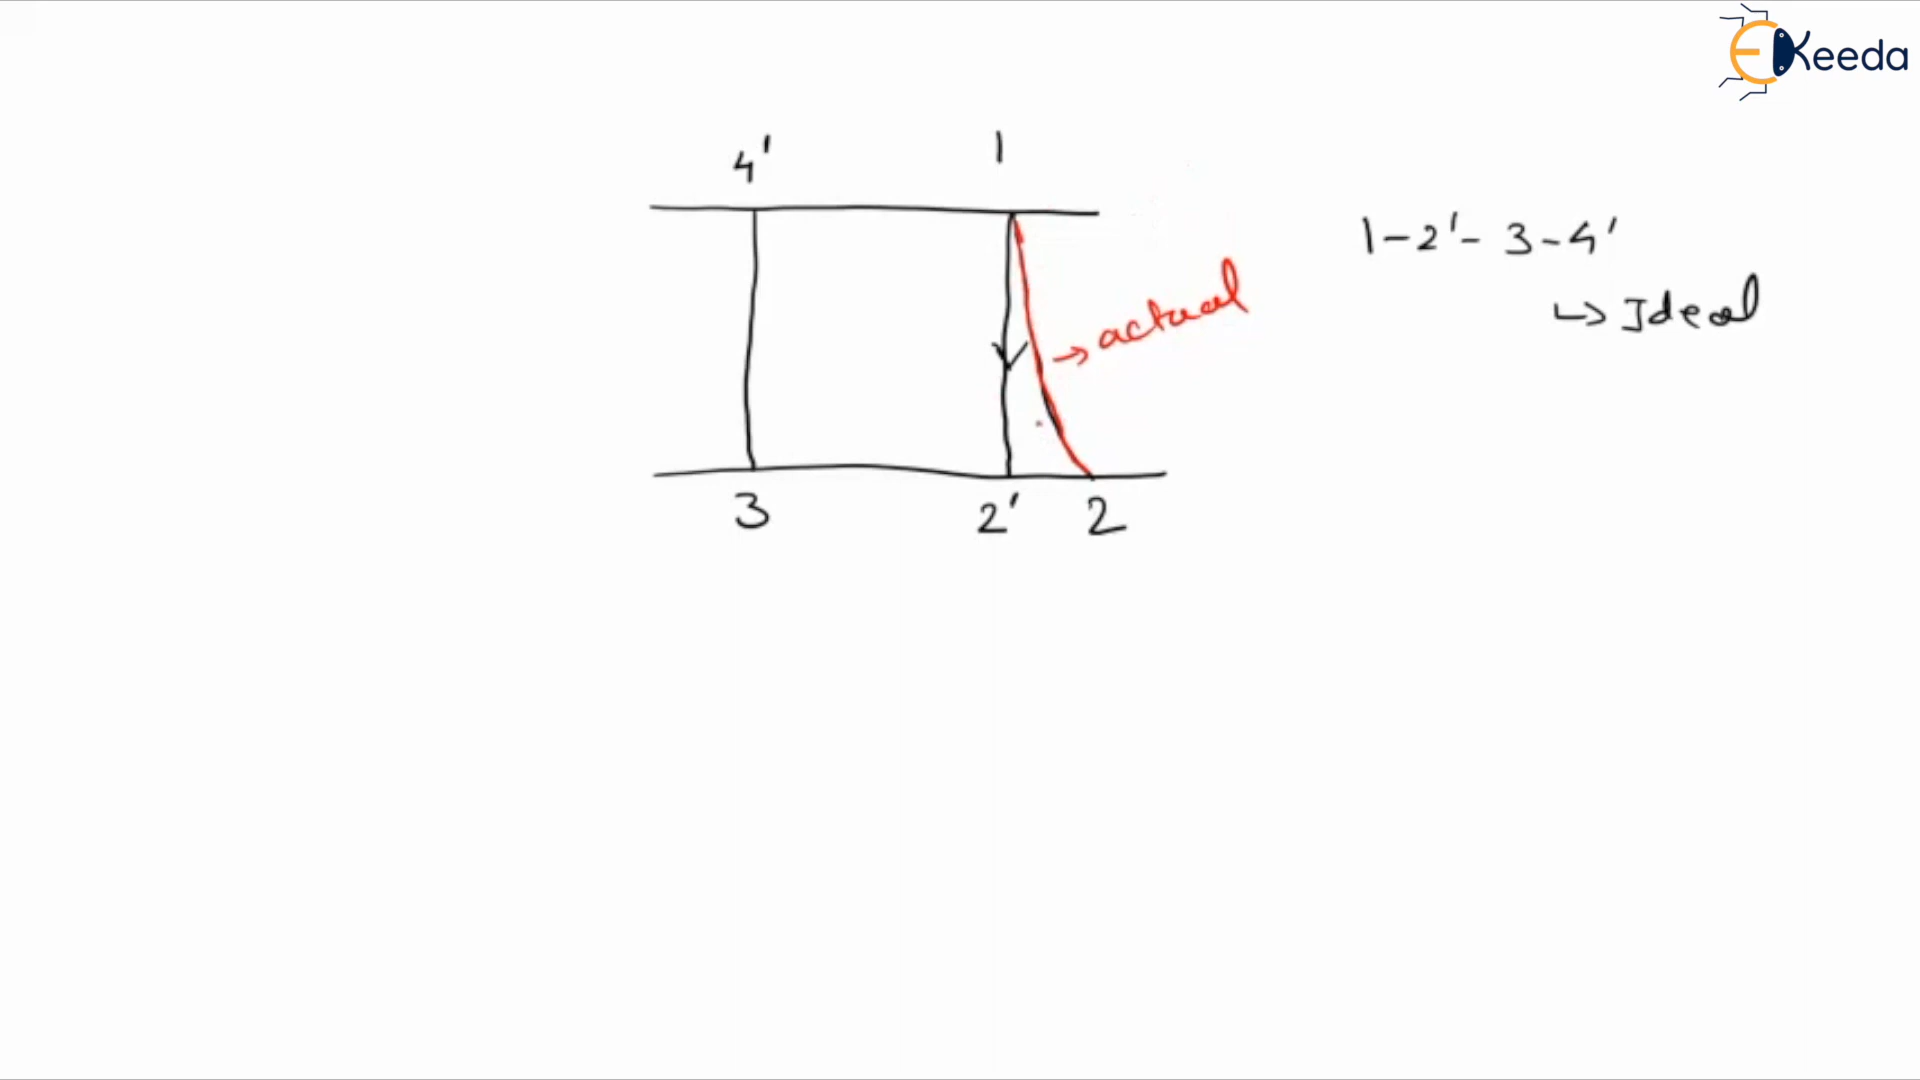 EKeeda
4' 1
1-2'-3-4'
↳ Ideal
→ actual
3 2' 2